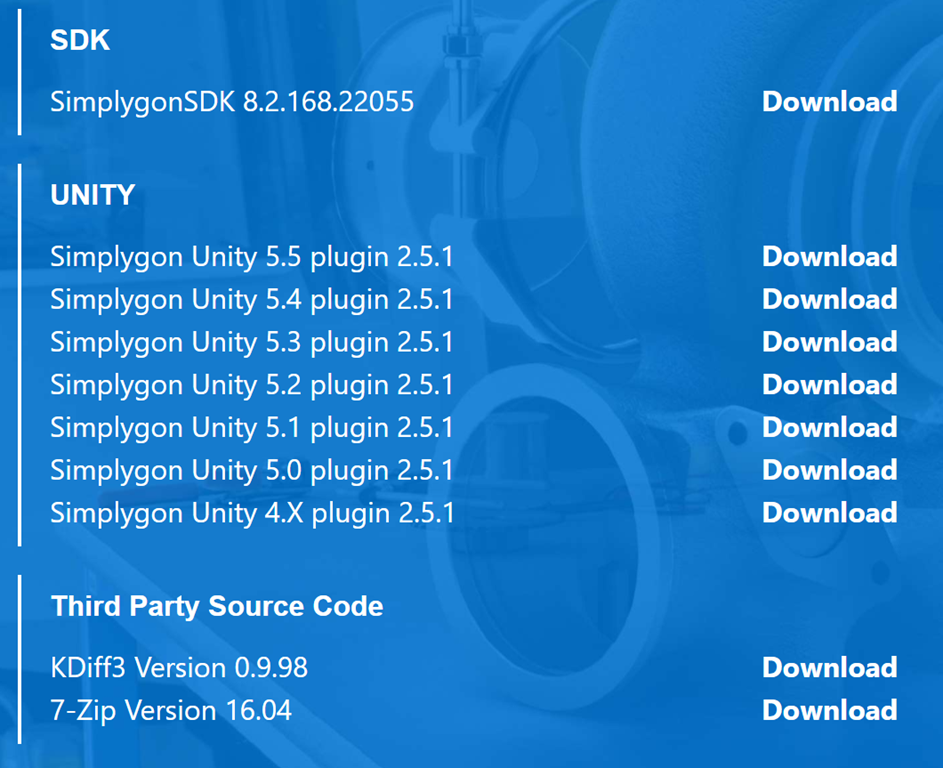 SDK
SimplygonSDK 8.2.168.22055 Download
UNITY
Simplygon Unity 5.5 plugin 2.5.1 Download
Simplygon Unity 5.4 plugin 2.5.1 Download
Simplygon Unity 5.3 plugin 2.5.1 Download
Simplygon Unity 5.2 plugin 2.5.1 Download
Simplygon Unity 5.1 plugin 2.5.1 Download
Simplygon Unity 5.0 plugin 2.5.1 Download
Simplygon Unity 4.X plugin 2.5.1 Download
Third Party Source Code
KDiff3 Version 0.9.98 Download
7-Zip Version 16.04 Download